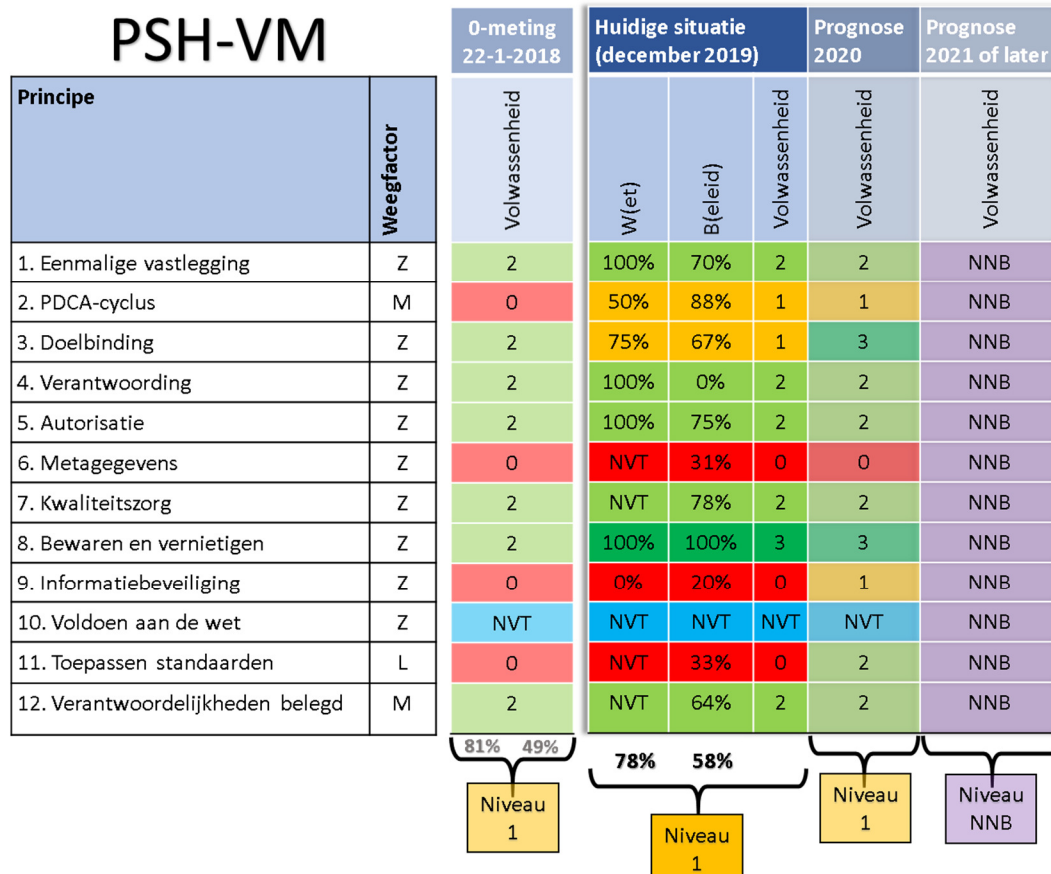 PSH-VM
0-meting
22-1-2018
Huidige situatie
(december 2019)
Prognose
2020
Prognose
2021 of later
Principe
Weegfactor
Volwassenheid
W(et)
B(eleid)
Volwassenheid
Volwassenheid
Volwassenheid
1. Eenmalige vastlegging Z 2 100% 70% 2 2 NNB
2. PDCA-cyclus M 0 50% 88% 1 1 NNB
3. Doelbinding Z 2 75% 67% 1 3 NNB
4. Verantwoording Z 2 100% 0% 2 2 NNB
5. Autorisatie Z 2 100% 75% 2 2 NNB
6. Metagegevens Z 0 NVT 31% 0 0 NNB
7. Kwaliteitszorg Z 2 NVT 78% 2 2 NNB
8. Bewaren en vernietigen Z 2 100% 100% 3 3 NNB
9. Informatiebeveiliging Z 0 0% 20% 0 1 NNB
10. Voldoen aan de wet Z NVT NVT NVT NVT NVT NNB
11. Toepassen standaarden L 0 NVT 33% 0 2 NNB
12. Verantwoordelijkheden belegd M 2 NVT 64% 2 2 NNB
81% 49% 78% 58%
Niveau
1
Niveau
1
Niveau
1
Niveau
NNB